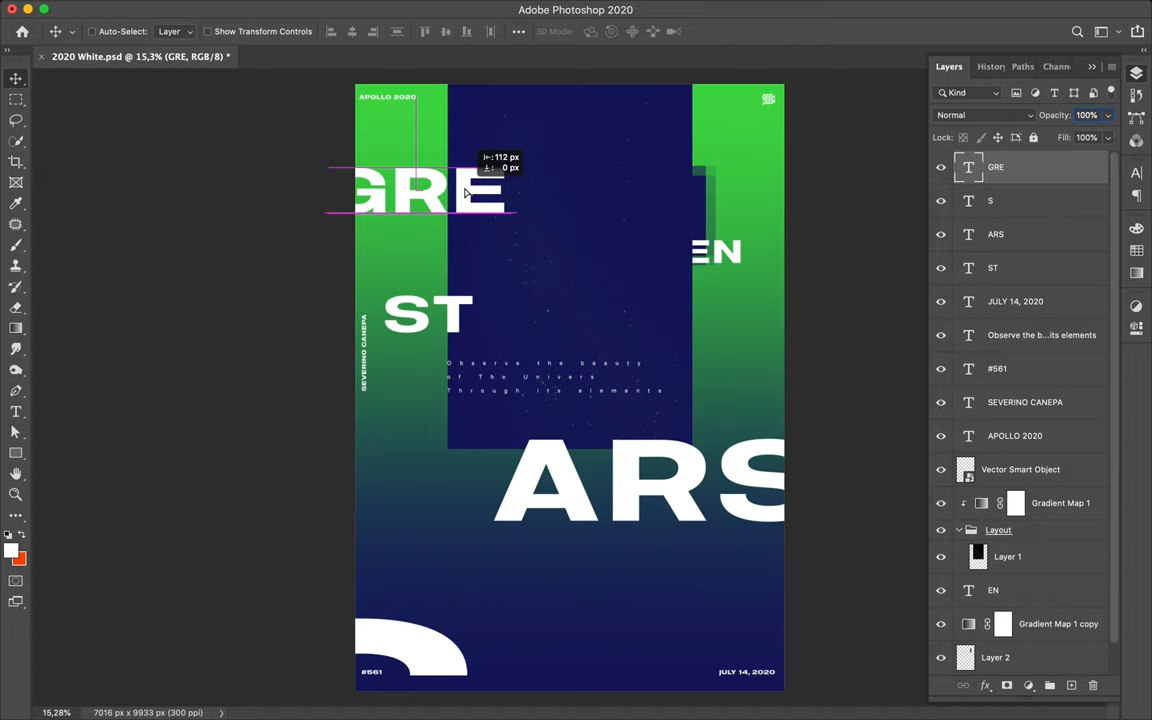 Adobe Photoshop 2020
Auto-Select:
Layer
Show Transform Controls
3D Mode:
2020 White.psd @ 15,3% (GRE, RGB/8) *
APOLLO 2020
112 px
0 px
GRE
EN
ST
SEVERINO CANEPA
Observe the beauty
of The Univers
Through its elements
ARS
#561
JULY 14, 2020
Layers
History
Paths
Chann
Kind
Normal
Opacity: 100%
Lock:
Fill: 100%
GRE
S
ARS
ST
JULY 14, 2020
Observe the b...its elements
#561
SEVERINO CANEPA
APOLLO 2020
Vector Smart Object
Gradient Map 1
Layout
Layer 1
EN
Gradient Map 1 copy
Layer 2
15,28%
7016 px x 9933 px (300 ppi)